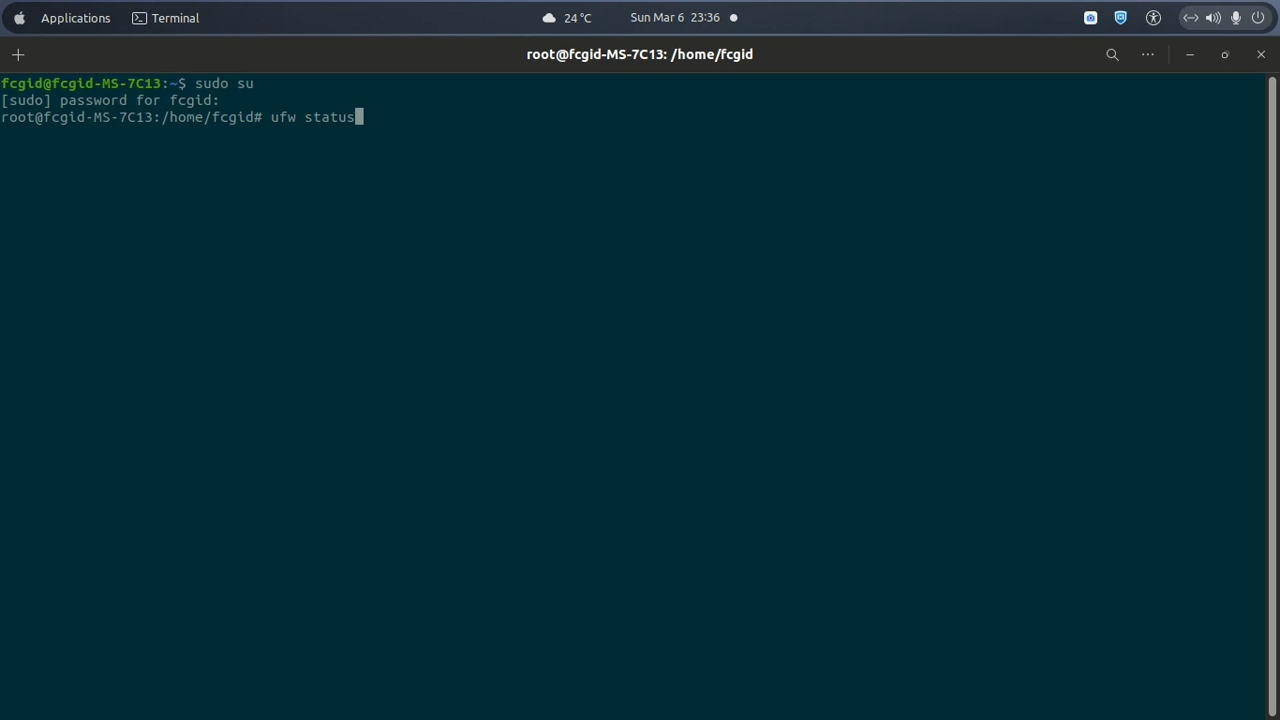 Applications Terminal 24 °C Sun Mar 6 23:36
root@fcgid-MS-7C13: /home/fcgid
fcgid@fcgid-MS-7C13:~$ sudo su
[sudo] password for fcgid:
root@fcgid-MS-7C13:/home/fcgid# ufw status